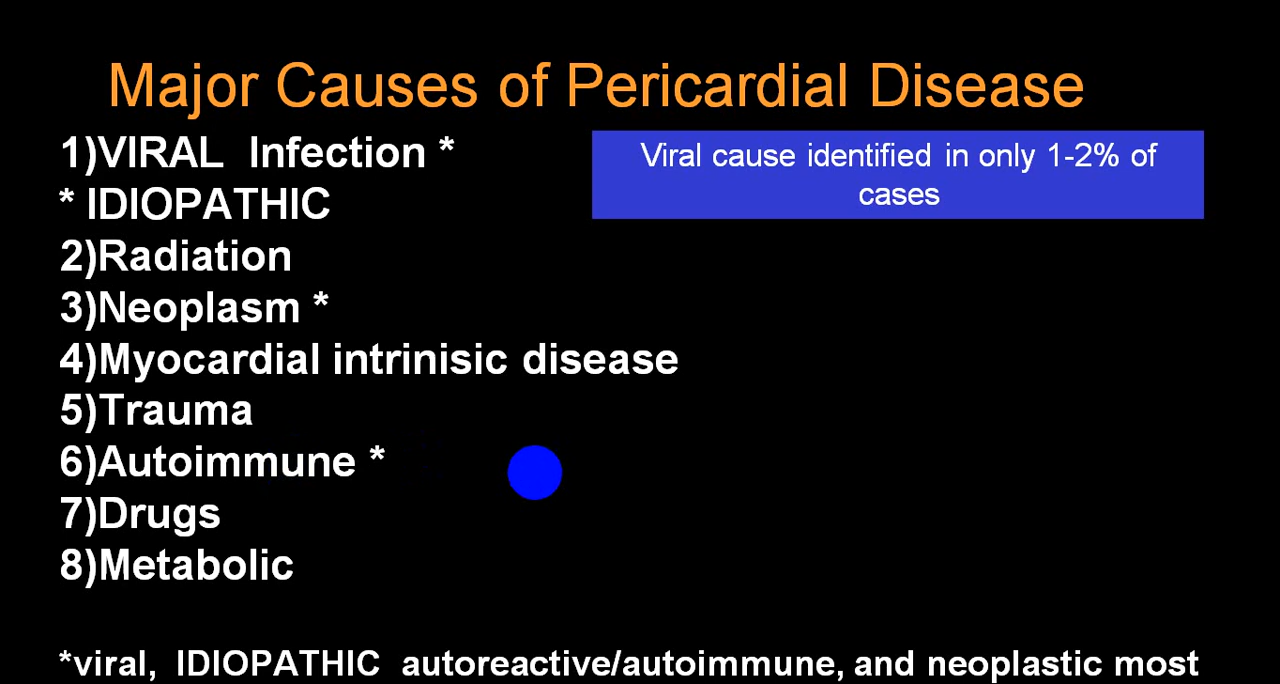 Major Causes of Pericardial Disease
1)VIRAL Infection *
* IDIOPATHIC
2)Radiation
3)Neoplasm *
4)Myocardial intrinisic disease
5)Trauma
6)Autoimmune *
7)Drugs
8)Metabolic
Viral cause identified in only 1-2% of
cases
*viral, IDIOPATHIC autoreactive/autoimmune, and neoplastic most